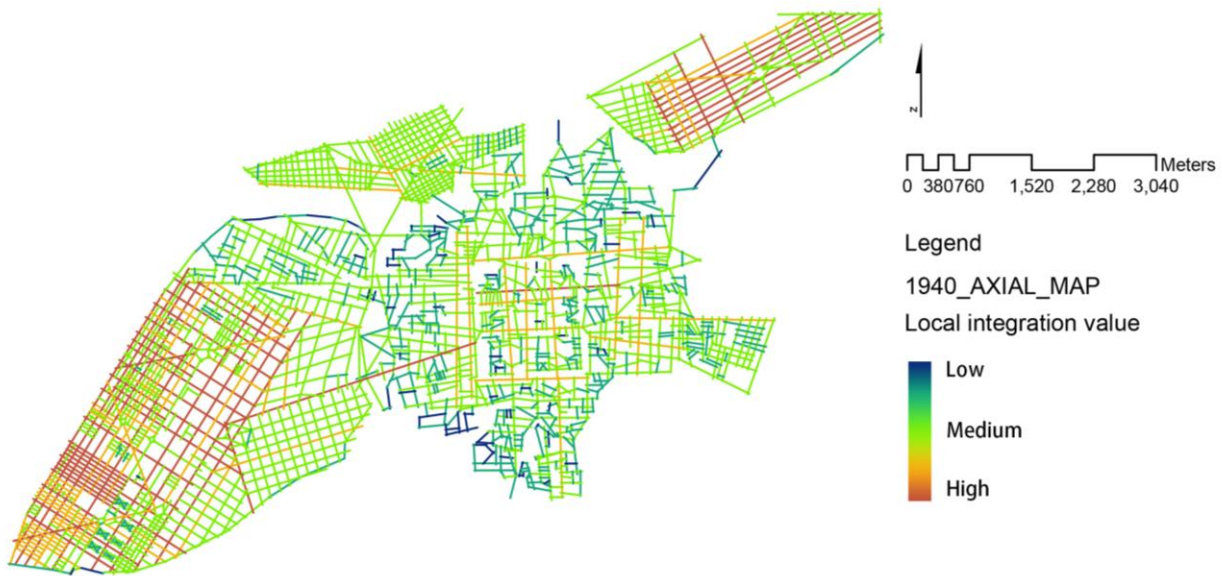 N
Meters
0 380760 1,520 2,280 3,040
Legend
1940_AXIAL_MAP
Local integration value
Low
Medium
High